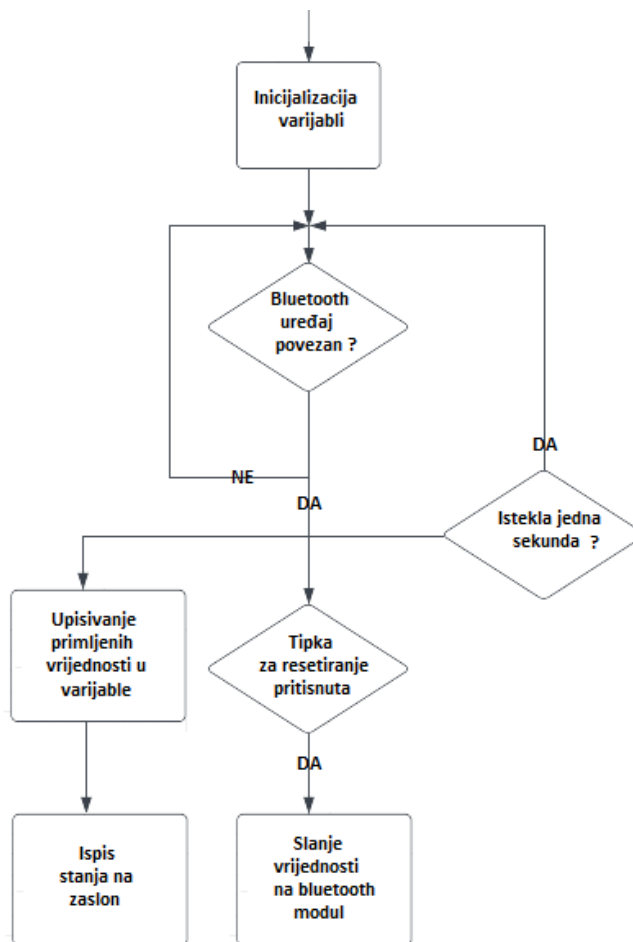 Inicijalizacija
varijabli
Bluetooth
uređaj
povezan ?
NE
DA
DA
Istekla jedna
sekunda ?
Upisivanje
primljenih
vrijednosti u
varijable
Tipka
za resetiranje
pritisnuta
DA
Ispis
stanja na
zaslon
Slanje
vrijednosti
na bluetooth
modul